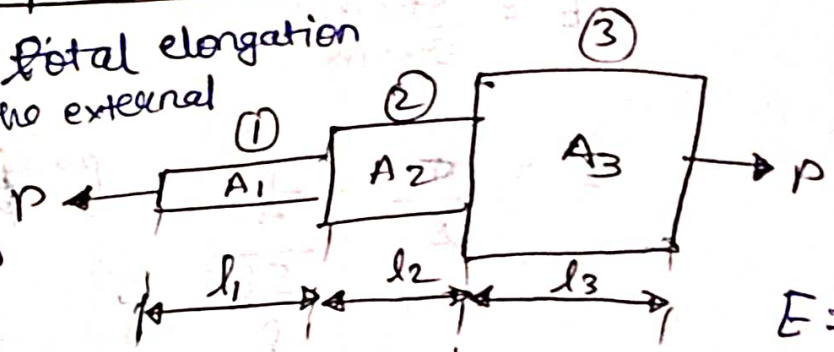 total elongation
no external
①
②
③
P
A1
A2
A3
P
l1
l2
l3
E=